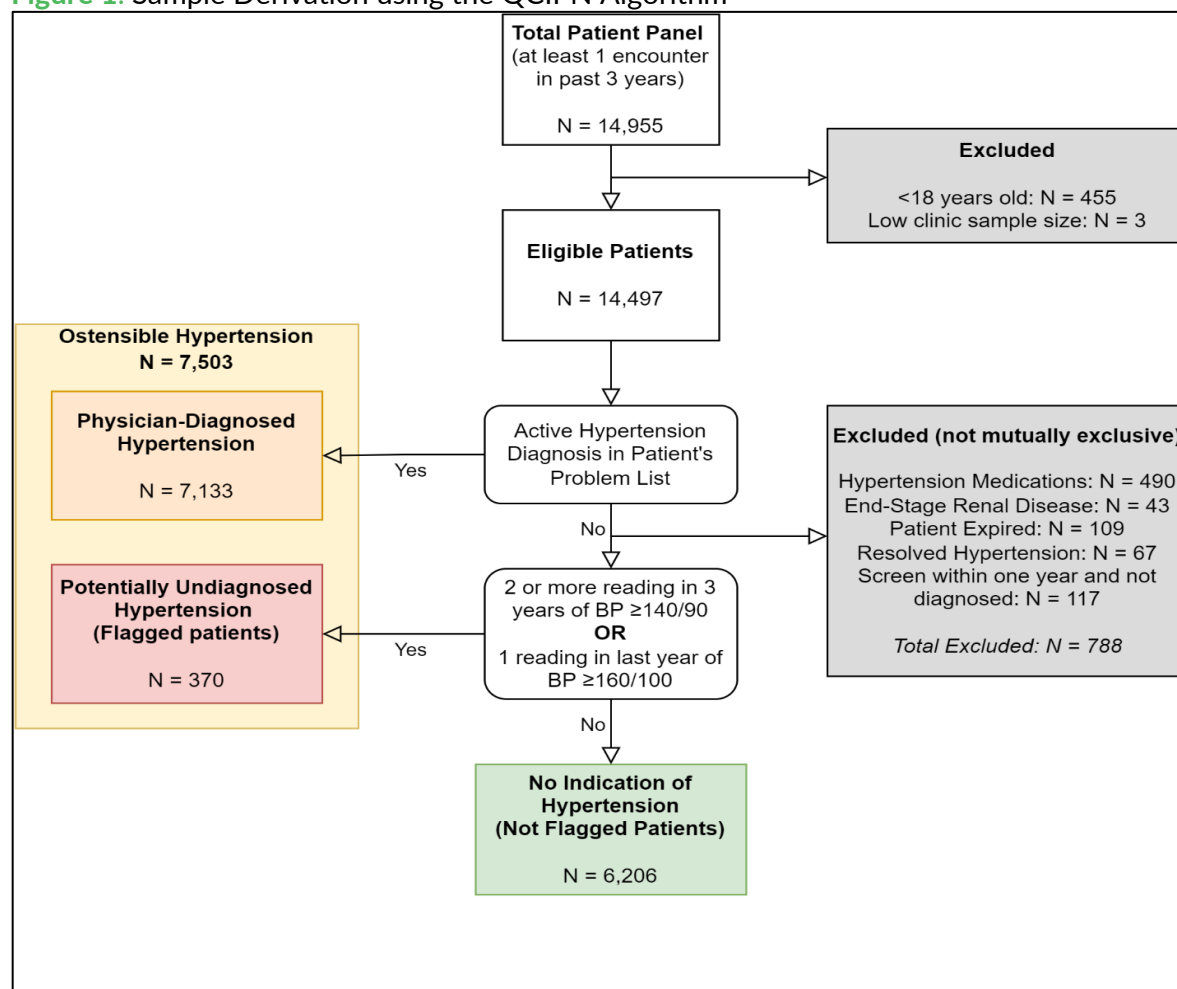 Figure 1. Sample Derivation using the QCIPN Algorithm
Total Patient Panel
(at least 1 encounter
in past 3 years)
N = 14,955
Excluded
<18 years old: N = 455
Low clinic sample size: N = 3
Eligible Patients
N = 14,497
Ostensible Hypertension
N = 7,503
Physician-Diagnosed
Hypertension
N = 7,133
Yes
Active Hypertension
Diagnosis in Patient's
Problem List
No
Excluded (not mutually exclusive)
Hypertension Medications: N = 490
End-Stage Renal Disease: N = 43
Patient Expired: N = 109
Resolved Hypertension: N = 67
Screen within one year and not
diagnosed: N = 117
Total Excluded: N = 788
Potentially Undiagnosed
Hypertension
(Flagged patients)
N = 370
Yes
2 or more reading in 3
years of BP ≥140/90
OR
1 reading in last year of
BP ≥160/100
No
No Indication of
Hypertension
(Not Flagged Patients)
N = 6,206